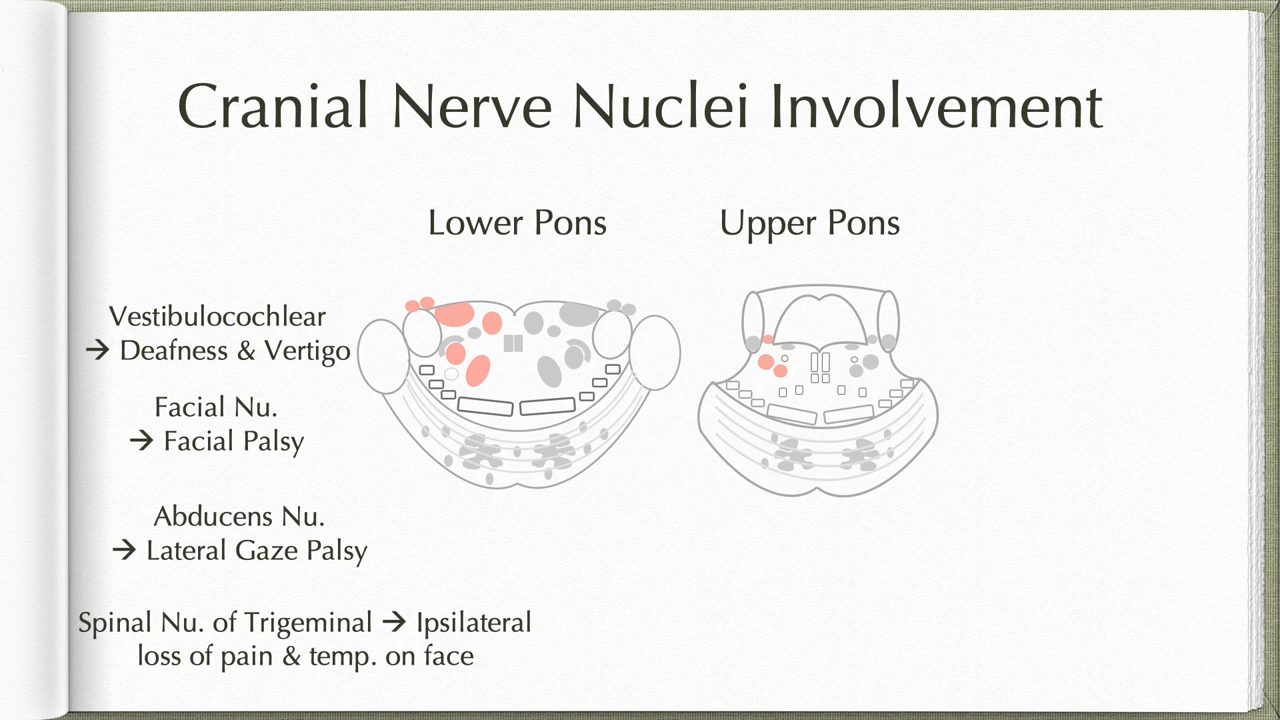 Cranial Nerve Nuclei Involvement
Lower Pons
Upper Pons
Vestibulocochlear
→ Deafness & Vertigo
Facial Nu.
→ Facial Palsy
Abducens Nu.
→ Lateral Gaze Palsy
Spinal Nu. of Trigeminal → Ipsilateral
loss of pain & temp. on face